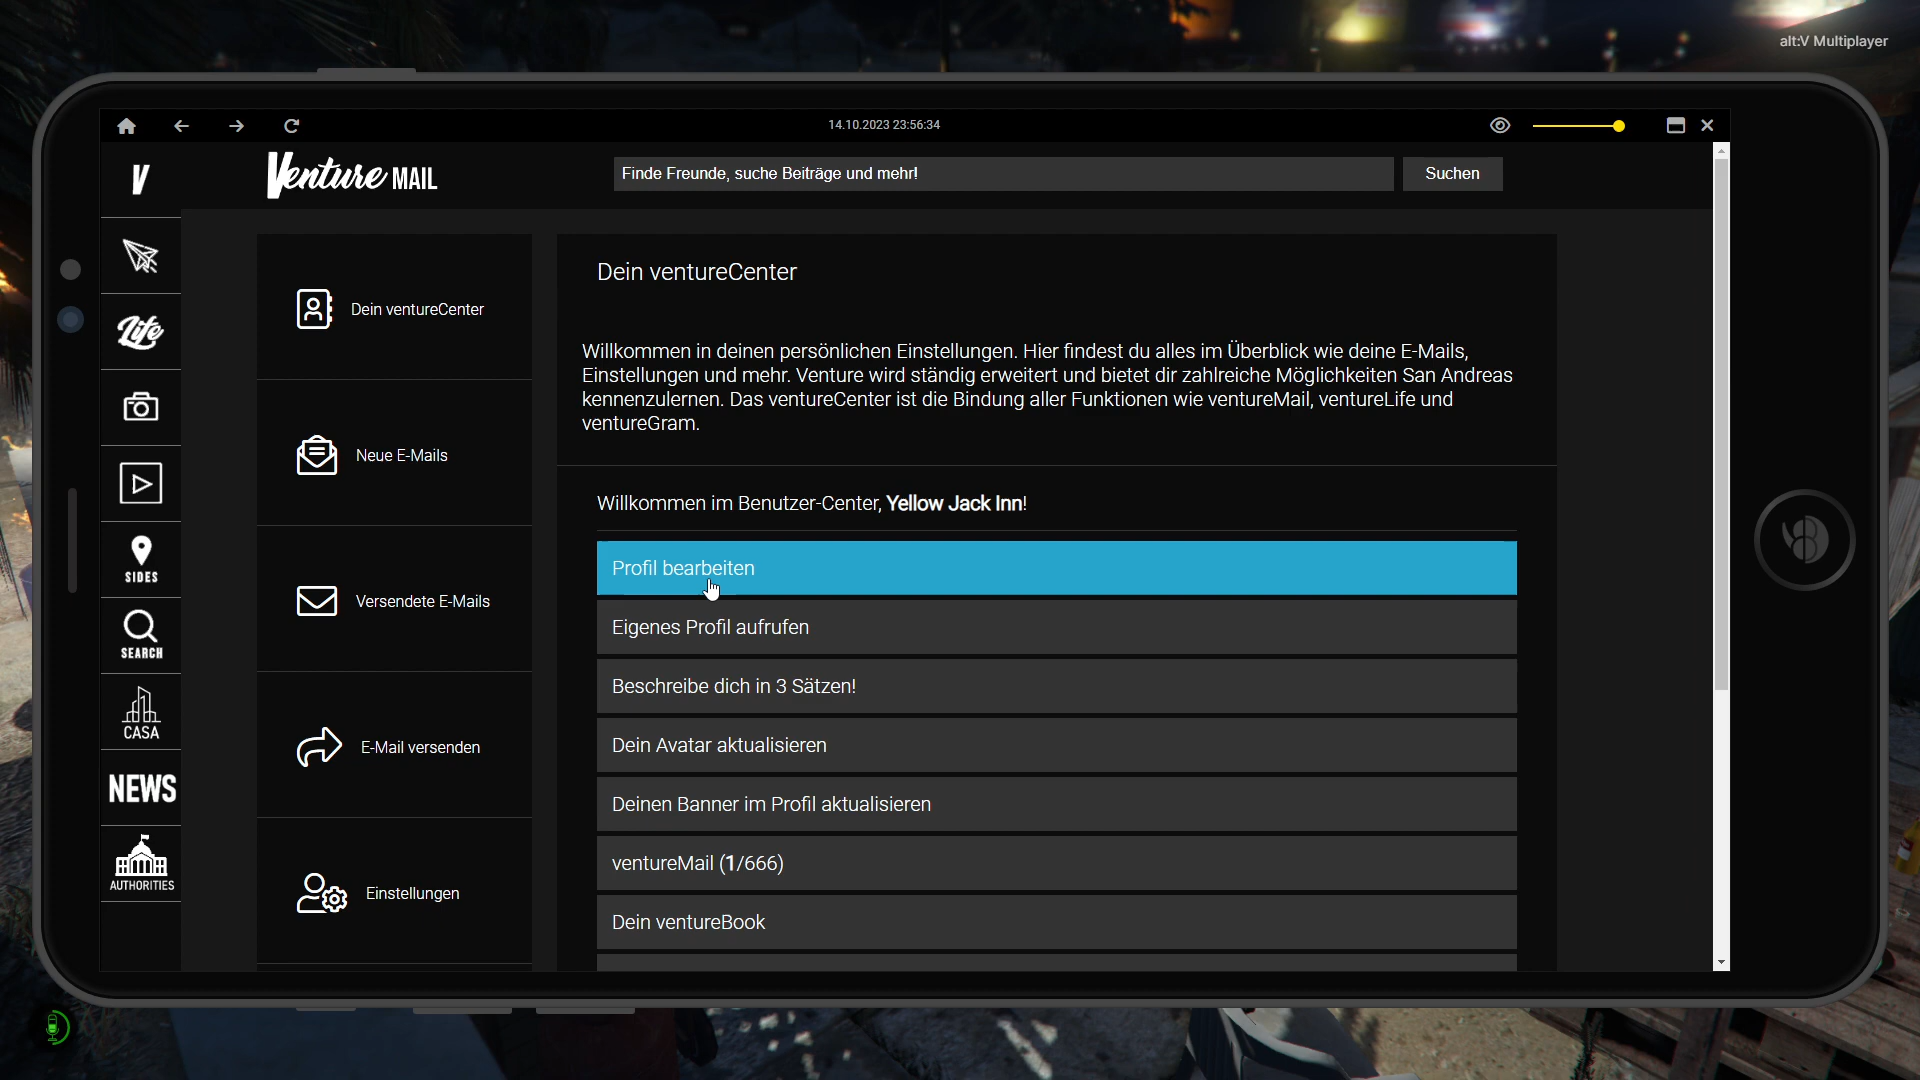 alt:V Multiplayer
14.10.2023 23:56:34
V
Venture MAIL
Finde Freunde, suche Beiträge und mehr!
Suchen
Life
SIDES
SEARCH
CASA
NEWS
AUTHORITIES
Dein ventureCenter
Neue E-Mails
Versendete E-Mails
E-Mail versenden
Einstellungen
Dein ventureCenter
Willkommen in deinen persönlichen Einstellungen. Hier findest du alles im Überblick wie deine E-Mails,
Einstellungen und mehr. Venture wird ständig erweitert und bietet dir zahlreiche Möglichkeiten San Andreas
kennenzulernen. Das ventureCenter ist die Bindung aller Funktionen wie ventureMail, ventureLife und
ventureGram.
Willkommen im Benutzer-Center, Yellow Jack Inn!
Profil bearbeiten
Eigenes Profil aufrufen
Beschreibe dich in 3 Sätzen!
Dein Avatar aktualisieren
Deinen Banner im Profil aktualisieren
ventureMail (1/666)
Dein ventureBook